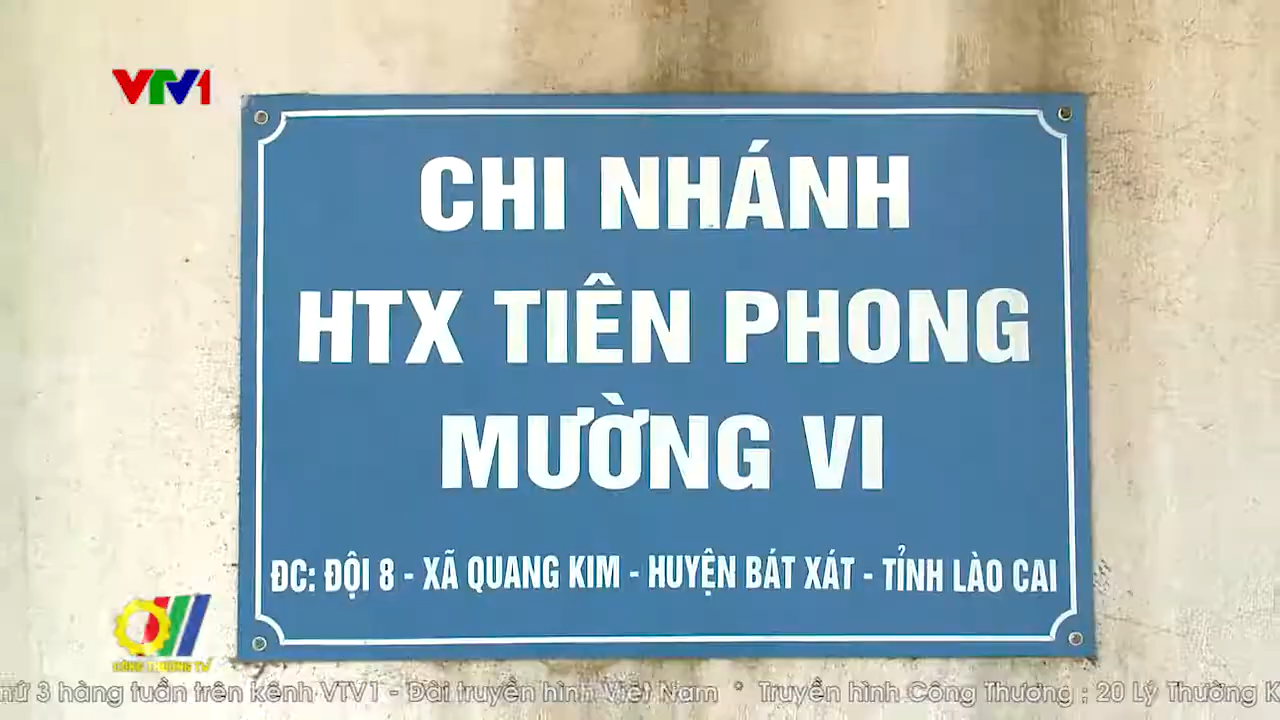 VTV1
CHI NHÁNH
HTX TIÊN PHONG
MƯỜNG VI
ĐC: ĐỘI 8 - XÃ QUANG KIM - HUYỆN BÁT XÁT - TỈNH LÀO CAI
CÔNG THƯƠNG TV
3 hàng tuần trên kênh VTV1 - Đài truyền hình Việt Nam * Truyền hình Công Thương : 20 Lý Thường